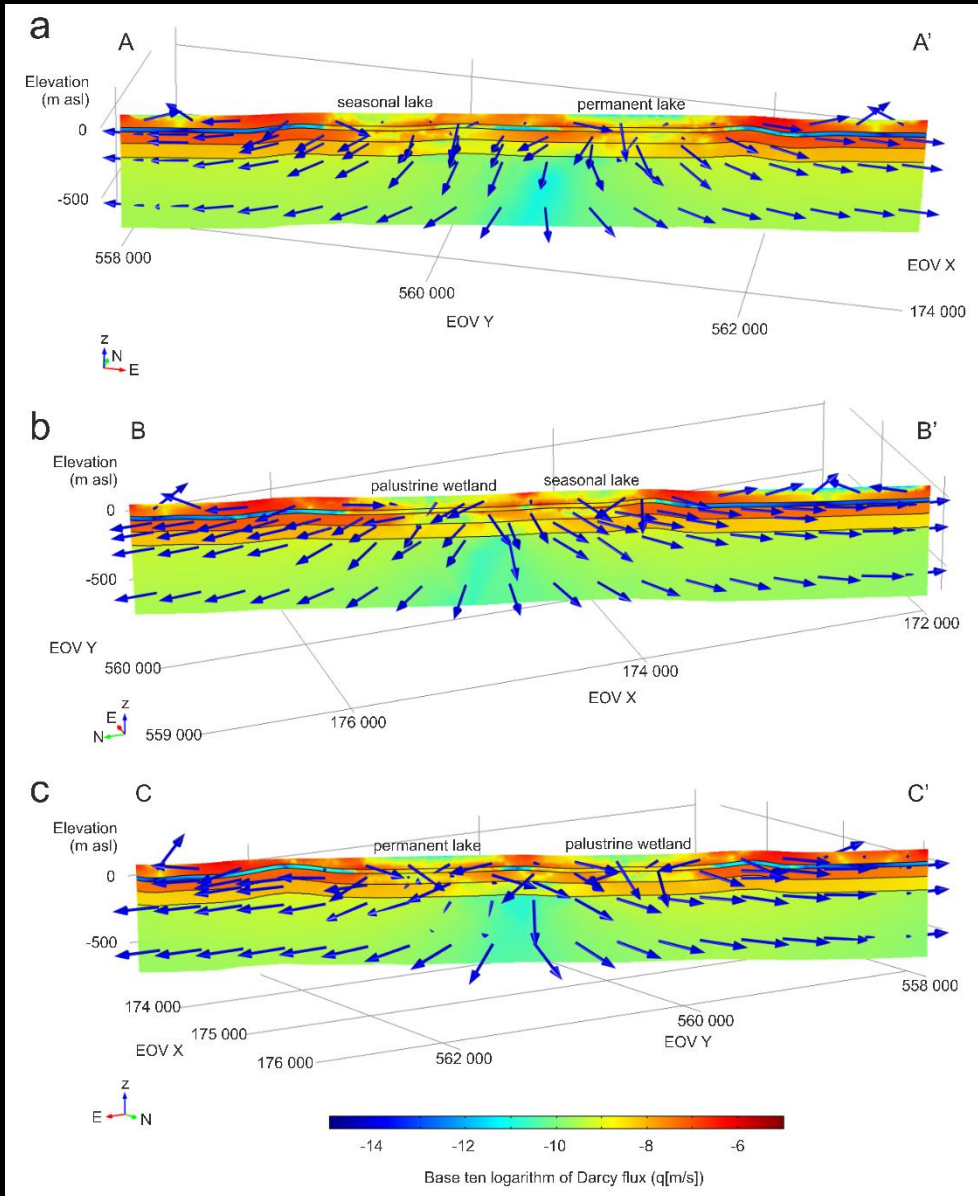 a
A
A'
Elevation
(m asl)
seasonal lake
permanent lake
0
-500
558 000
EOV X
560 000
174 000
EOV Y
562 000
z
N
E
b
B
B'
Elevation
(m asl)
palustrine wetland
seasonal lake
0
-500
172 000
EOV Y
560 000
174 000
EOV X
z
E
N
559 000
176 000
c
C
C'
Elevation
(m asl)
permanent lake
palustrine wetland
0
-500
174 000
558 000
175 000
560 000
EOV X
176 000
562 000
EOV Y
z
E
N
-14
-12
-10
-8
-6
Base ten logarithm of Darcy flux (q[m/s])